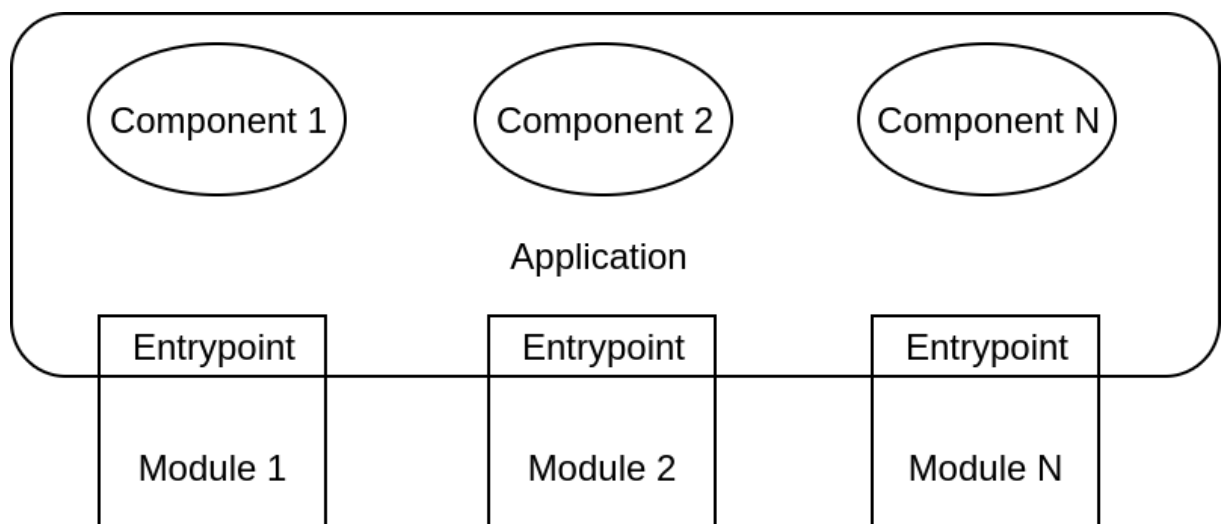 Component 1
Component 2
Component N
Application
Entrypoint
Entrypoint
Entrypoint
Module 1
Module 2
Module N